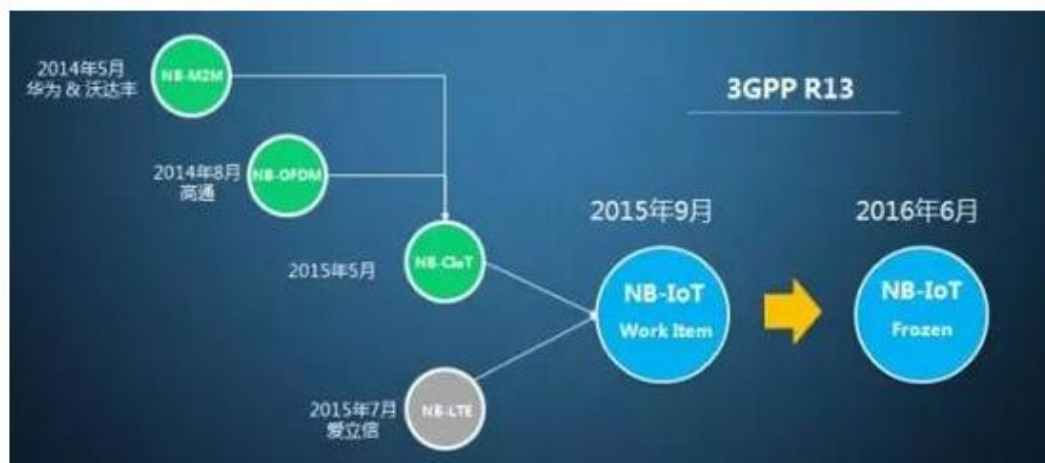 2014年5月
华为 & 沃达丰
NB-M2M
3GPP R13
2014年8月
高通
NB-OFDM
2015年9月
2016年6月
2015年5月
NB-CIoT
NB-IoT
Work Item
NB-IoT
Frozen
2015年7月
爱立信
NB-LTE